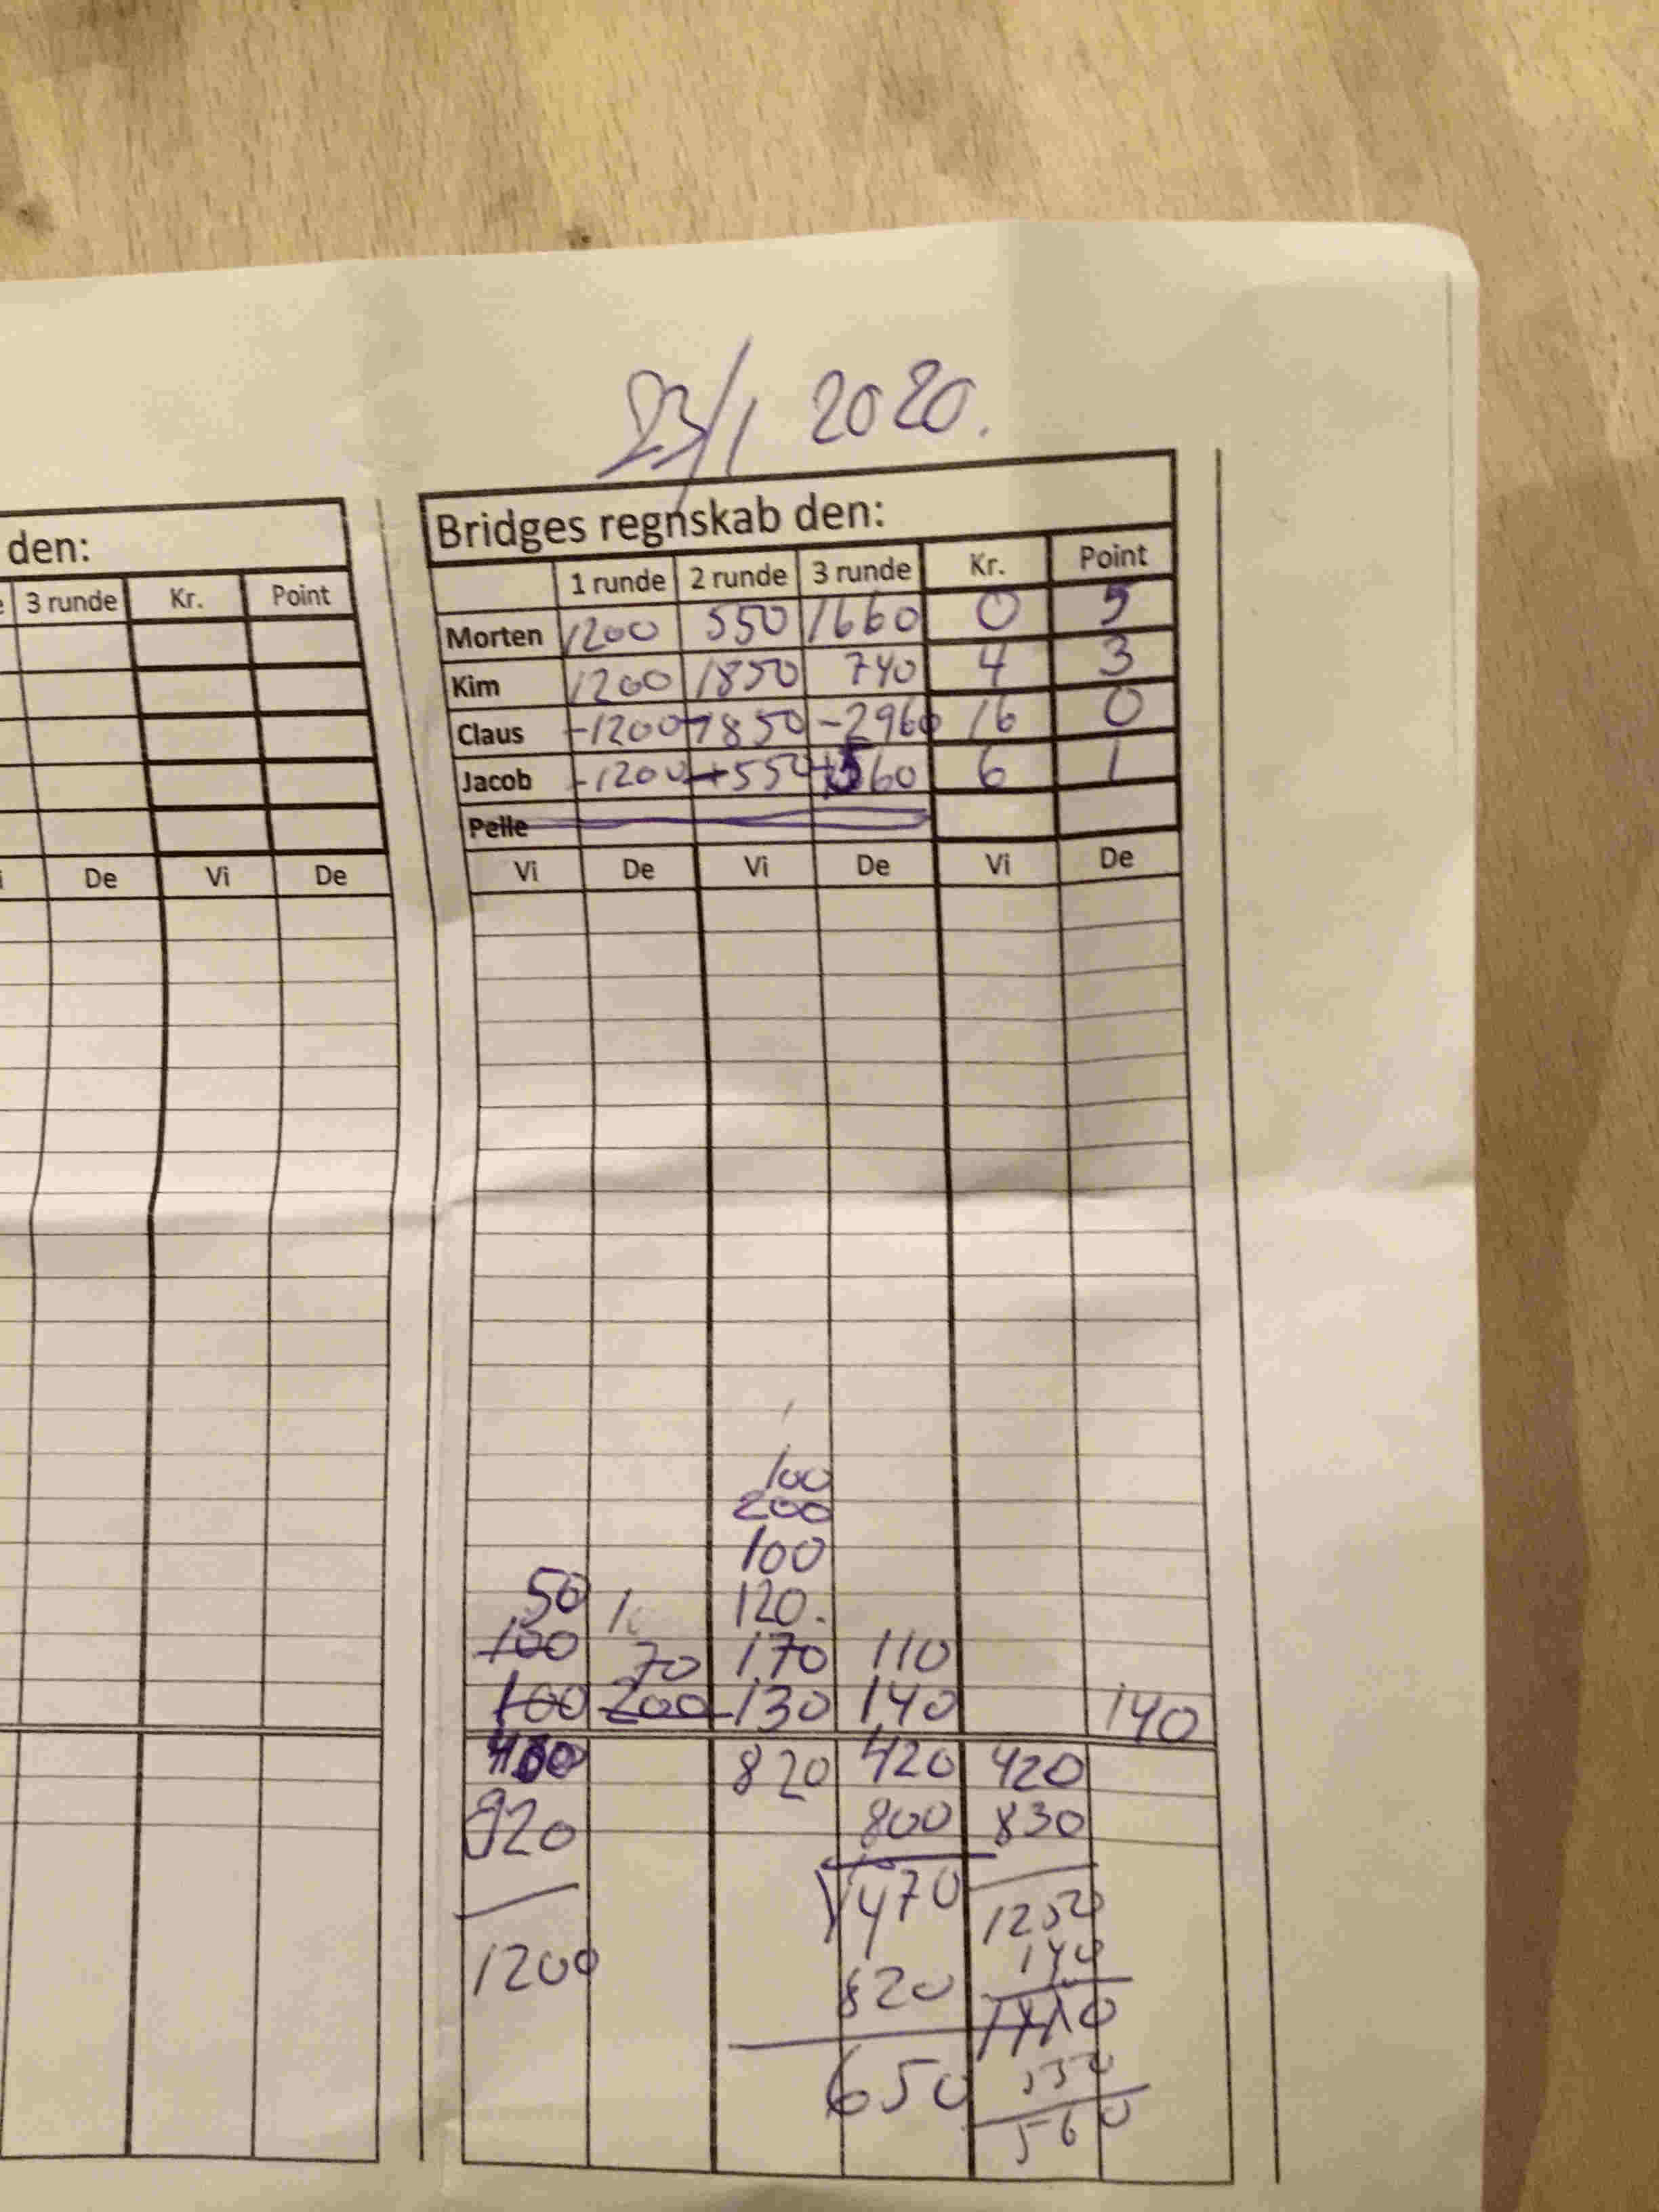 23/1 2020.
den:
3 runde Kr. Point
De Vi De
Bridges regnskab den:
1 runde 2 runde 3 runde Kr. Point
Morten 1200 550 1660 0 5
Kim 1200 1850 740 4 3
Claus -1200 -1850 -2960 16 0
Jacob -1200 +550 +560 6 1
Pelle
Vi De Vi De Vi De
100
200
100
50 120.
100 70 170 110
100 200 130 140 140
820 420 420
920 800 830
1470 1250
1200 140
820
650 550
560